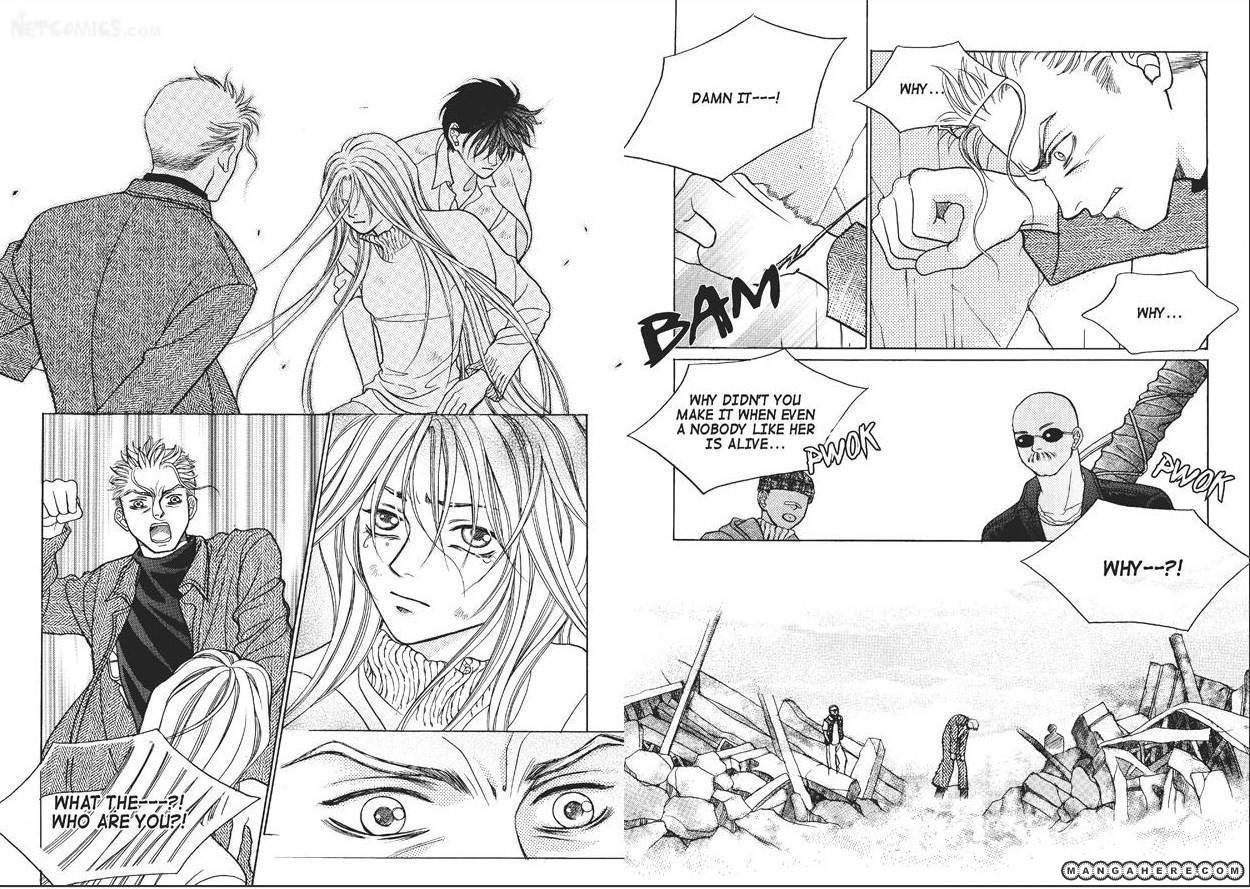 NETCOMICS.COM
WHAT THE---?!
WHO ARE YOU?!
DAMN IT---!
WHY...
BAM
WHY...
WHY DIDN'T YOU
MAKE IT WHEN EVEN
A NOBODY LIKE HER
IS ALIVE...
PWOK
PWOK
WHY---?!
MANGAHERE.COM